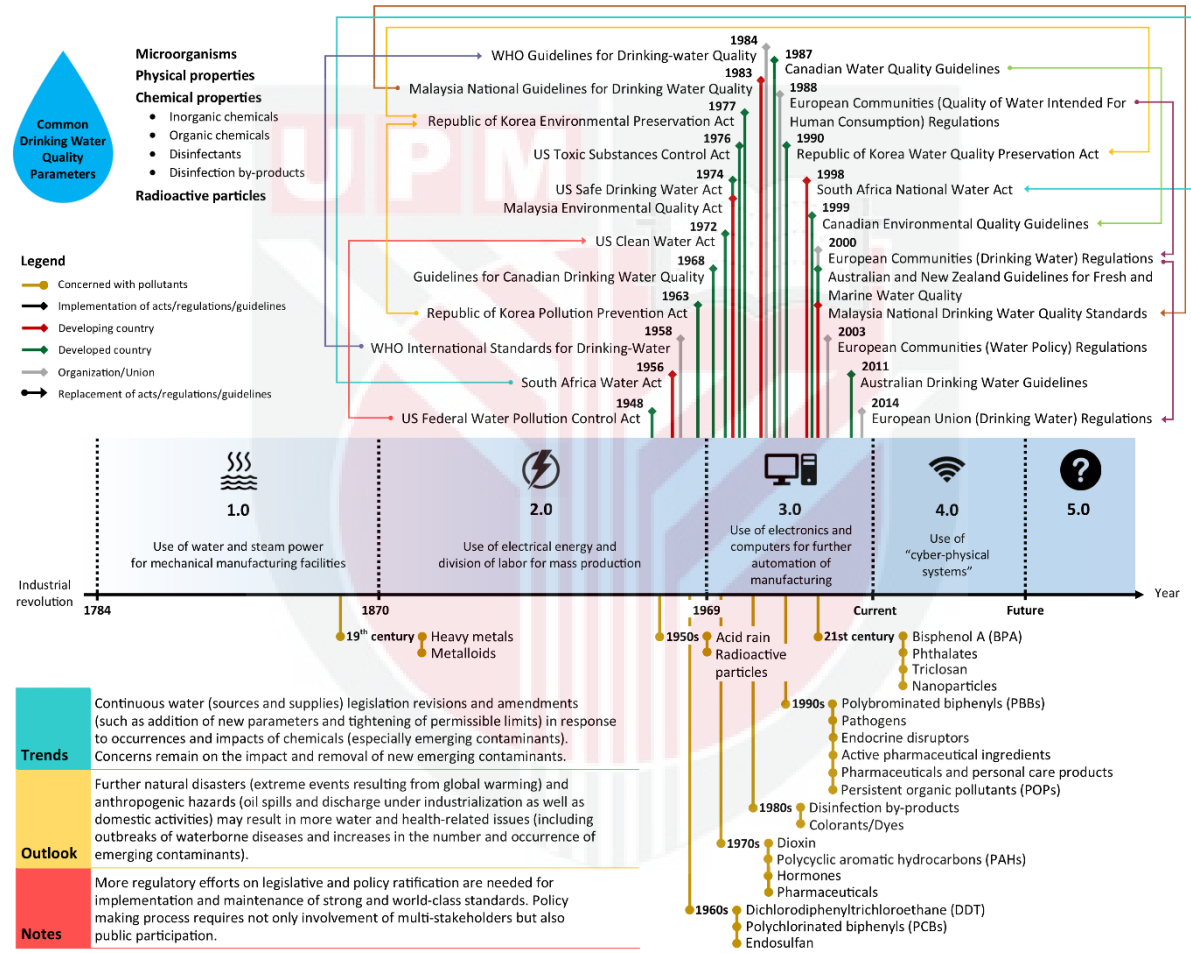 Common
Drinking Water
Quality
Parameters
Microorganisms
Physical properties
Chemical properties
• Inorganic chemicals
• Organic chemicals
• Disinfectants
• Disinfection by-products
Radioactive particles
Legend
Concerned with pollutants
Implementation of acts/regulations/guidelines
Developing country
Developed country
Organization/Union
Replacement of acts/regulations/guidelines
UPM
1984
WHO Guidelines for Drinking-water Quality
1983
Malaysia National Guidelines for Drinking Water Quality
1977
Republic of Korea Environmental Preservation Act
1976
US Toxic Substances Control Act
1974
US Safe Drinking Water Act
Malaysia Environmental Quality Act
1972
US Clean Water Act
1968
Guidelines for Canadian Drinking Water Quality
1963
Republic of Korea Pollution Prevention Act
1958
WHO International Standards for Drinking-Water
1956
South Africa Water Act
1948
US Federal Water Pollution Control Act
1987
Canadian Water Quality Guidelines
1988
European Communities (Quality of Water Intended For
Human Consumption) Regulations
1990
Republic of Korea Water Quality Preservation Act
1998
South Africa National Water Act
1999
Canadian Environmental Quality Guidelines
2000
European Communities (Drinking Water) Regulations
Australian and New Zealand Guidelines for Fresh and
Marine Water Quality
Malaysia National Drinking Water Quality Standards
2003
European Communities (Water Policy) Regulations
2011
Australian Drinking Water Guidelines
2014
European Union (Drinking Water) Regulations
1.0
Use of water and steam power
for mechanical manufacturing facilities
2.0
Use of electrical energy and
division of labor for mass production
3.0
Use of electronics and
computers for further
automation of
manufacturing
4.0
Use of
“cyber-physical
systems”
?
5.0
Industrial
revolution
Year
1784
1870
1969
Current
Future
19th century
Heavy metals
Metalloids
1950s
Acid rain
Radioactive
particles
21st century
Bisphenol A (BPA)
Phthalates
Triclosan
Nanoparticles
1990s
Polybrominated biphenyls (PBBs)
Pathogens
Endocrine disruptors
Active pharmaceutical ingredients
Pharmaceuticals and personal care products
Persistent organic pollutants (POPs)
1980s
Disinfection by-products
Colorants/Dyes
1970s
Dioxin
Polycyclic aromatic hydrocarbons (PAHs)
Hormones
Pharmaceuticals
1960s
Dichlorodiphenyltrichloroethane (DDT)
Polychlorinated biphenyls (PCBs)
Endosulfan
Trends
Continuous water (sources and supplies) legislation revisions and amendments
(such as addition of new parameters and tightening of permissible limits) in response
to occurrences and impacts of chemicals (especially emerging contaminants).
Concerns remain on the impact and removal of new emerging contaminants.
Outlook
Further natural disasters (extreme events resulting from global warming) and
anthropogenic hazards (oil spills and discharge under industrialization as well as
domestic activities) may result in more water and health-related issues (including
outbreaks of waterborne diseases and increases in the number and occurrence of
emerging contaminants).
Notes
More regulatory efforts on legislative and policy ratification are needed for
implementation and maintenance of strong and world-class standards. Policy
making process requires not only involvement of multi-stakeholders but also
public participation.